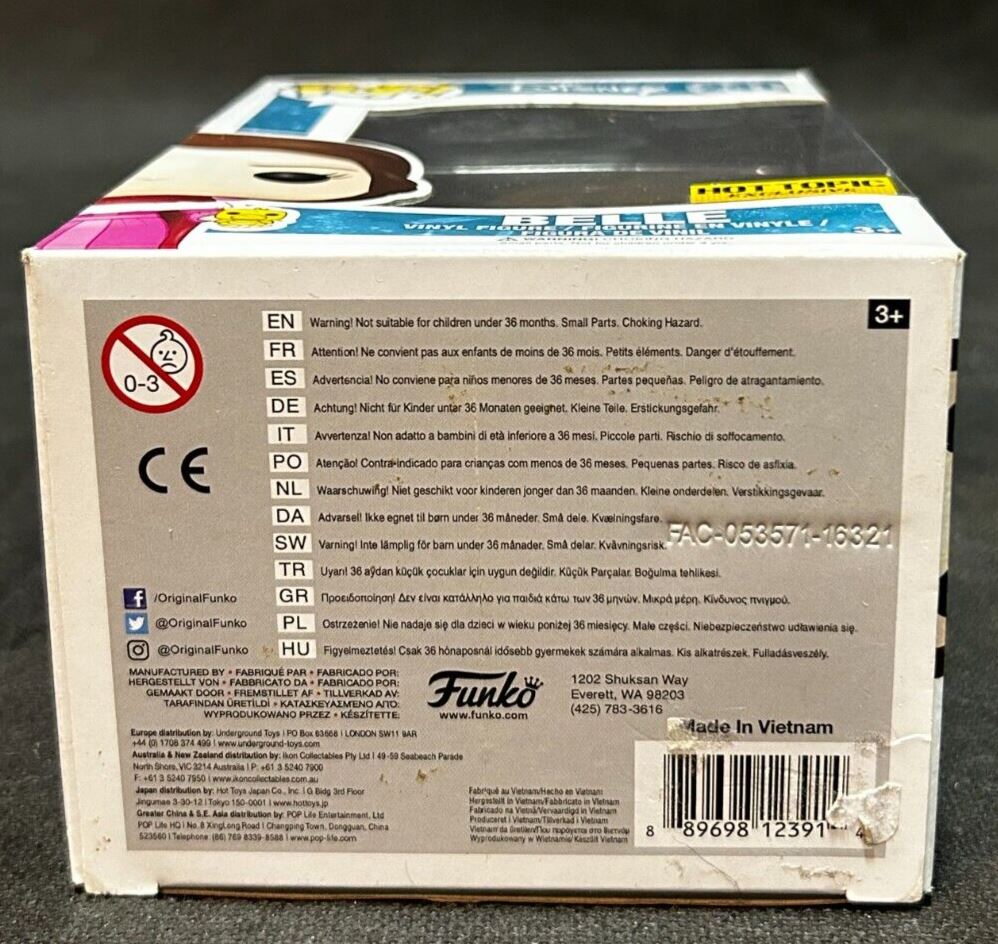 HOT TOPIC
EXCLUSIVE
BELLE
VINYL FIGURE / FIGURINE EN VINYLE /
FIGURA DE VINIL
3+
WARNING: CHOKING HAZARD
3+
0-3
CE
EN Warning! Not suitable for children under 36 months. Small Parts. Choking Hazard.
FR Attention! Ne convient pas aux enfants de moins de 36 mois. Petits éléments. Danger d'étouffement.
ES Advertencia! No conviene para niños menores de 36 meses. Partes pequeñas. Peligro de atragantamiento.
DE Achtung! Nicht für Kinder unter 36 Monaten geeignet. Kleine Teile. Erstickungsgefahr.
IT Avvertenza! Non adatto a bambini di età inferiore a 36 mesi. Piccole parti. Rischio di soffocamento.
PO Atenção! Contra-indicado para crianças com menos de 36 meses. Pequenas partes. Risco de asfixia.
NL Waarschuwing! Niet geschikt voor kinderen jonger dan 36 maanden. Kleine onderdelen. Verstikkingsgevaar.
DA Advarsel! Ikke egnet til børn under 36 måneder. Små dele. Kvælningsfare.
SW Varning! Inte lämplig för barn under 36 månader. Små delar. Kvävningsrisk.
FAC-053571-16321
TR Uyarı! 36 aydan küçük çocuklar için uygun değildir. Küçük Parçalar. Boğulma tehlikesi.
GR Προειδοποίηση! Δεν είναι κατάλληλο για παιδιά κάτω των 36 μηνών. Μικρά μέρη. Κίνδυνος πνιγμού.
PL Ostrzeżenie! Nie nadaje się dla dzieci w wieku poniżej 36 miesięcy. Małe części. Niebezpieczeństwo udławienia się.
HU Figyelmeztetés! Csak 36 hónaposnál idősebb gyermekek számára alkalmas. Kis alkatrészek. Fulladásveszély.
/OriginalFunko
@OriginalFunko
@OriginalFunko
MANUFACTURED BY • FABRIQUÉ PAR • FABRICADO POR:
HERGESTELLT VON • FABBRICATO DA • FABRICADO POR:
GEMAAKT DOOR • FREMSTILLET AF • TILLVERKAD AV:
TARAFINDAN ÜRETİLDİ • ΚΑΤΑΣΚΕΥΑΣΜΕΝΟ ΑΠΟ:
WYPRODUKOWANO PRZEZ • KÉSZÍTETTE:
Funko
www.funko.com
1202 Shuksan Way
Everett, WA 98203
(425) 783-3616
Europe distribution by: Underground Toys | PO Box 63668 | LONDON SW11 9AR
+44 (0) 1708 374 499 | www.underground-toys.com
Australia & New Zealand distribution by: Ikon Collectables Pty Ltd | 49-59 Seabeach Parade
North Shore, VIC 3214 Australia | P: +61 3 5240 7900
F: +61 3 5240 7950 | www.ikoncollectables.com.au
Japan distribution by: Hot Toys Japan Co., Inc. | G Bldg 3rd Floor
Jingumae 3-30-12 | Tokyo 150-0001 | www.hottoys.jp
Greater China & S.E. Asia distribution by: POP Life Entertainment, Ltd
POP Life HQ | No. 8 XingLong Road | Changping Town, Dongguan, China
523560 | Telephone: (86) 769 8339-8588 | www.pop-life.com
Fabriqué au Vietnam/Hecho en Vietnam
Hergestellt in Vietnam/Fabbricato in Vietnam
Fabricado na Vietnã/Vervaardigd in Vietnam
Produceret i Vietnam/Tillverkad i Vietnam
Wyprodukowany w Wietnamie/Készült Vietnam
Made In Vietnam
8 89698 12391 4